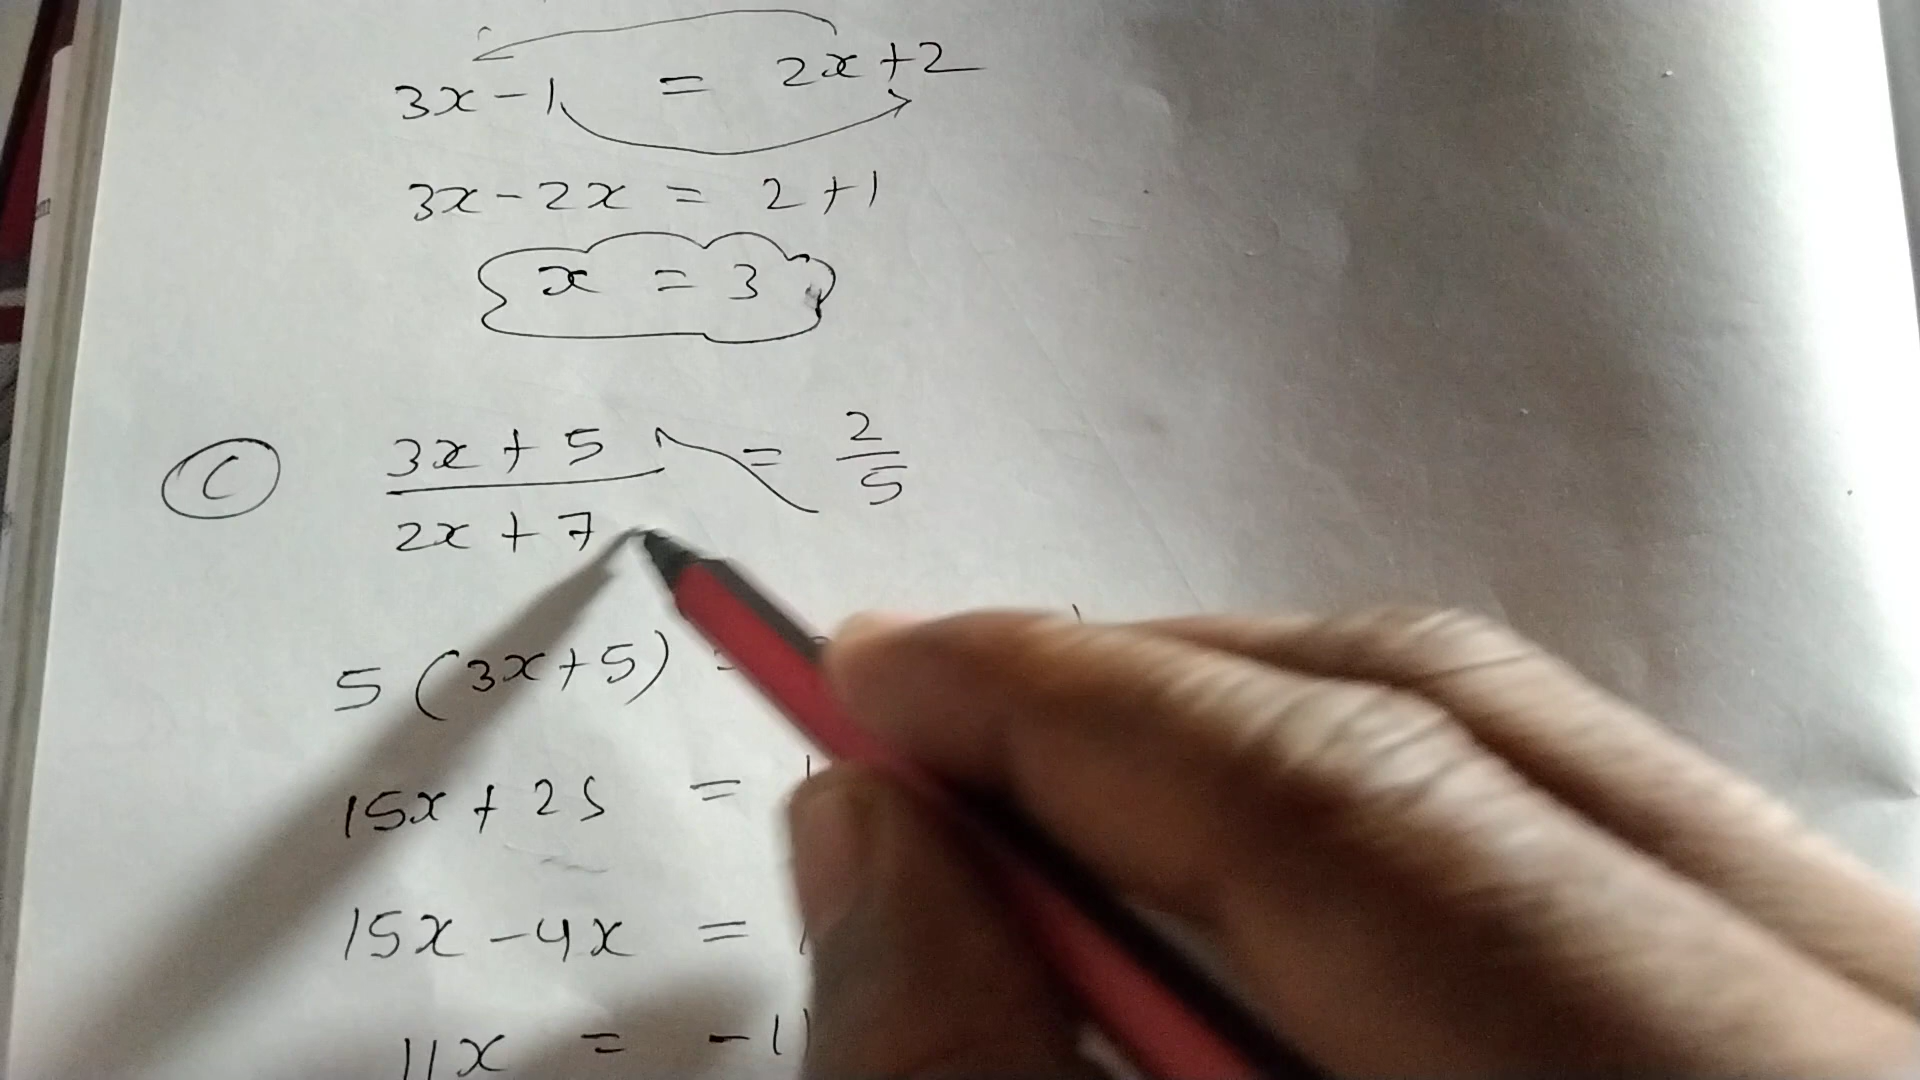 3x-1 = 2x+2
3x-2x = 2+1
x = 3
C
3x+5 = 2
2x+7 5
5(3x+5)
15x+25 =
15x-4x =
11x = -11